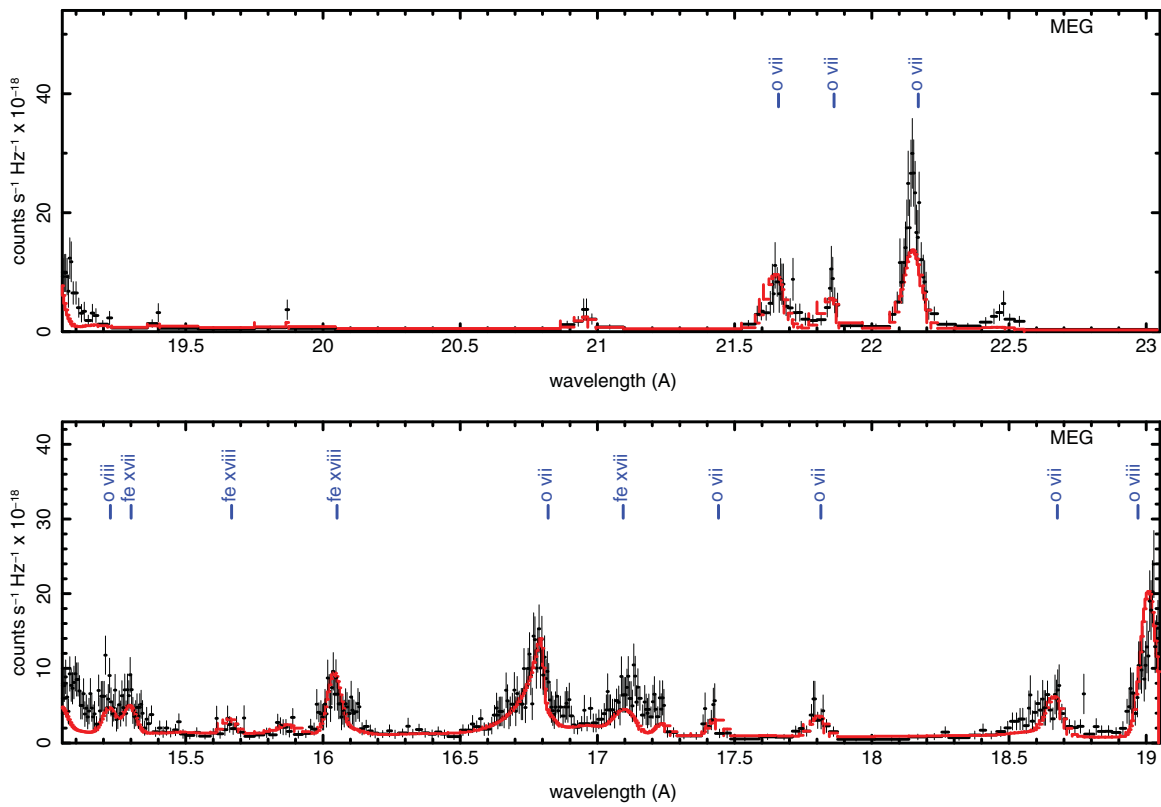 MEG
counts s⁻¹ Hz⁻¹ x 10⁻¹⁸
40
20
0
o vii
o vii
o vii
19.5
20
20.5
21
21.5
22
22.5
23
wavelength (A)
MEG
counts s⁻¹ Hz⁻¹ x 10⁻¹⁸
40
30
20
10
0
o viii
fe xvii
fe xviii
fe xviii
o vii
fe xvii
o vii
o vii
o vii
o viii
15.5
16
16.5
17
17.5
18
18.5
19
wavelength (A)